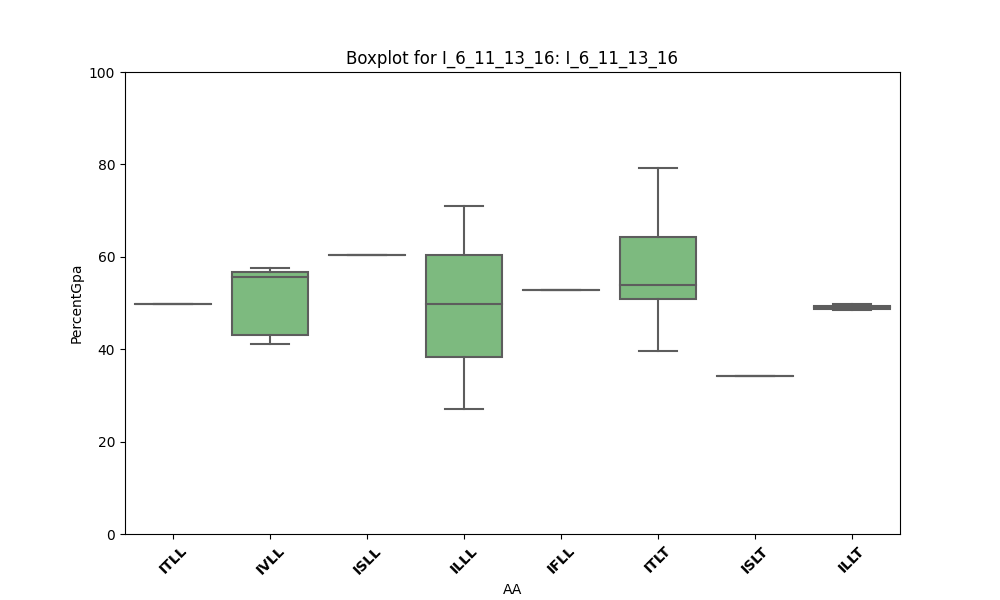 Boxplot for I_6_11_13_16: I_6_11_13_16
100
80
60
40
20
0
PercentGpa
ITLL
IVLL
ISLL
ILLL
IFLL
ITLT
ISLT
ILLT
AA